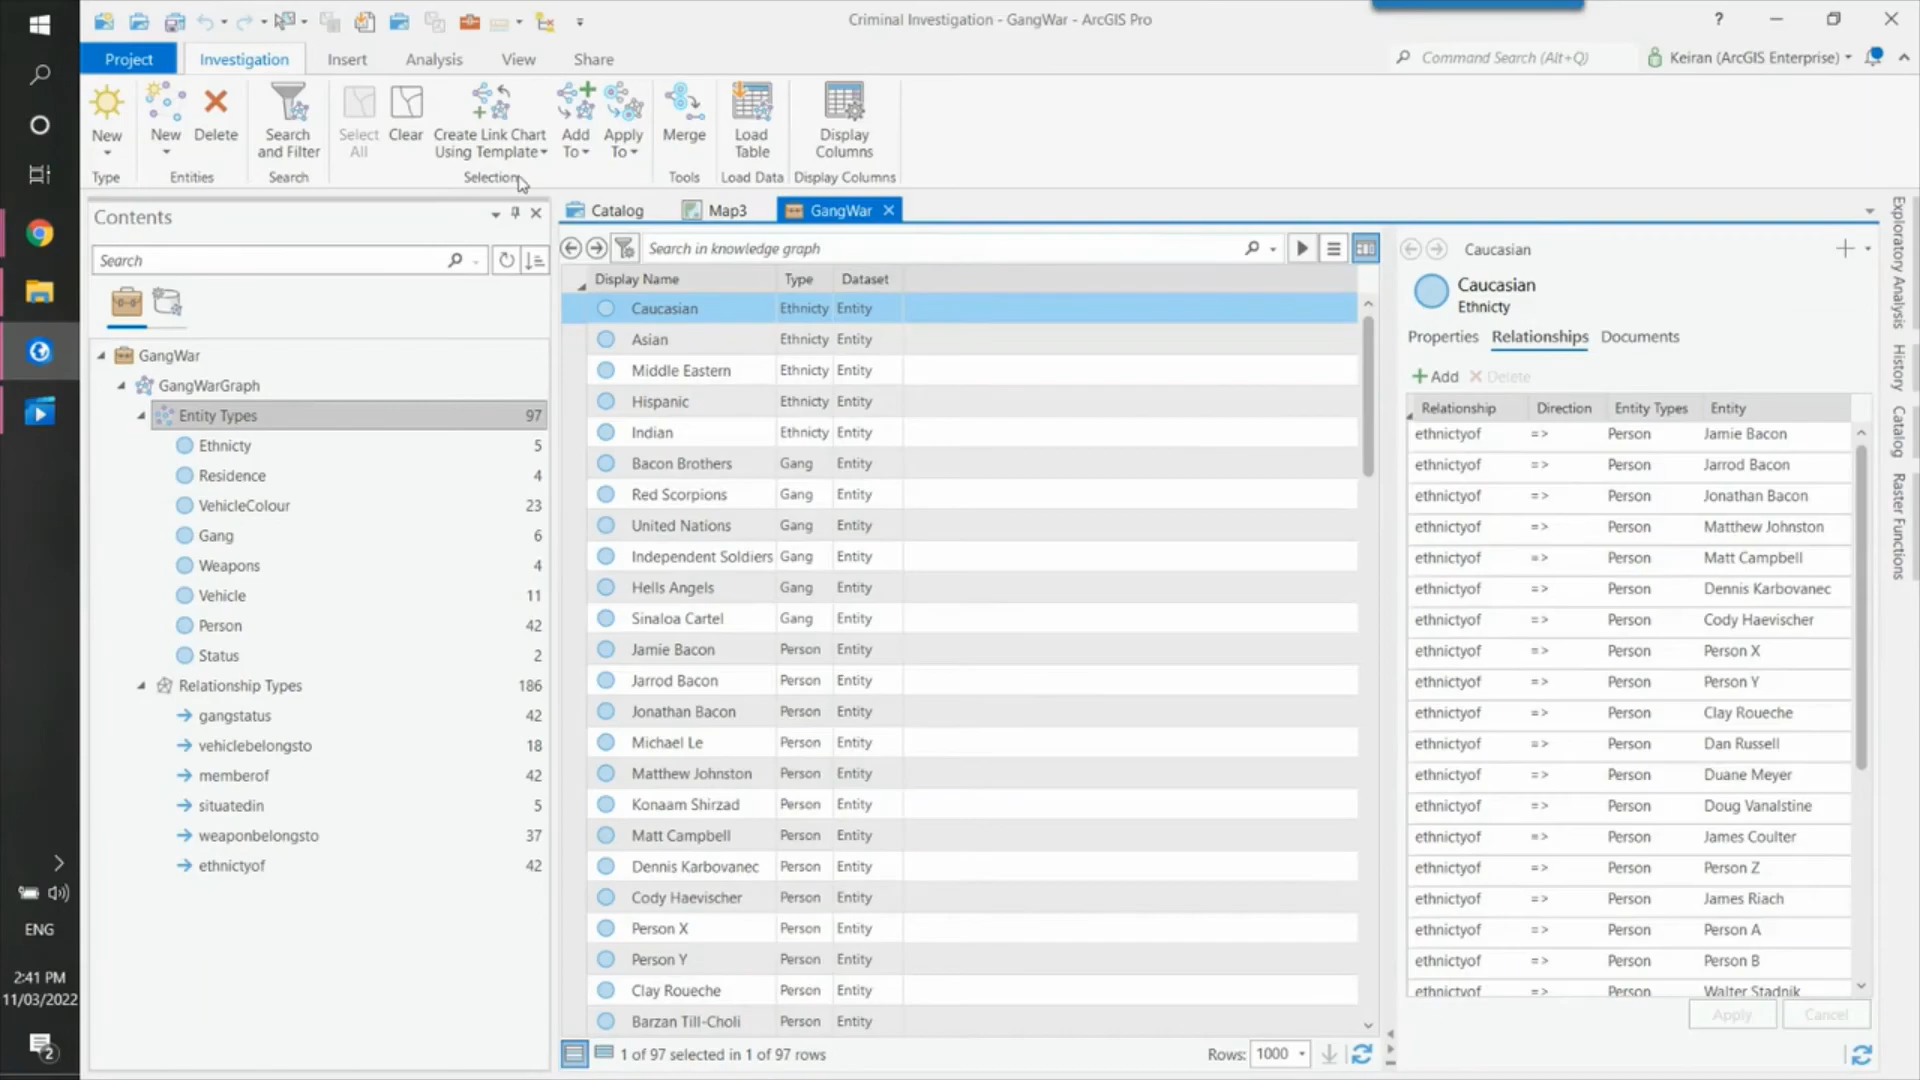 Criminal Investigation - GangWar - ArcGIS Pro
?
Project
Investigation
Insert
Analysis
View
Share
Command Search (Alt+Q)
Keiran (ArcGIS Enterprise)
New
New
Delete
Search
and Filter
Select
All
Clear
Create Link Chart
Using Template
Add
To
Apply
To
Merge
Load
Table
Display
Columns
Type
Entities
Search
Selection
Tools
Load Data
Display Columns
Contents
Search
GangWar
GangWarGraph
Entity Types 97
Ethnicty 5
Residence 4
VehicleColour 23
Gang 6
Weapons 4
Vehicle 11
Person 42
Status 2
Relationship Types 186
gangstatus 42
vehiclebelongsto 18
memberof 42
situatedin 5
weaponbelongsto 37
ethnictyof 42
Catalog
Map3
GangWar
Search in knowledge graph
Display Name Type Dataset
Caucasian Ethnicty Entity
Asian Ethnicty Entity
Middle Eastern Ethnicty Entity
Hispanic Ethnicty Entity
Indian Ethnicty Entity
Bacon Brothers Gang Entity
Red Scorpions Gang Entity
United Nations Gang Entity
Independent Soldiers Gang Entity
Hells Angels Gang Entity
Sinaloa Cartel Gang Entity
Jamie Bacon Person Entity
Jarrod Bacon Person Entity
Jonathan Bacon Person Entity
Michael Le Person Entity
Matthew Johnston Person Entity
Konaam Shirzad Person Entity
Matt Campbell Person Entity
Dennis Karbovanec Person Entity
Cody Haevischer Person Entity
Person X Person Entity
Person Y Person Entity
Clay Roueche Person Entity
Barzan Till-Choli Person Entity
1 of 97 selected in 1 of 97 rows
Rows: 1000
Caucasian
Caucasian
Ethnicty
Properties
Relationships
Documents
Add
Delete
Relationship Direction Entity Types Entity
ethnictyof => Person Jamie Bacon
ethnictyof => Person Jarrod Bacon
ethnictyof => Person Jonathan Bacon
ethnictyof => Person Matthew Johnston
ethnictyof => Person Matt Campbell
ethnictyof => Person Dennis Karbovanec
ethnictyof => Person Cody Haevischer
ethnictyof => Person Person X
ethnictyof => Person Person Y
ethnictyof => Person Clay Roueche
ethnictyof => Person Dan Russell
ethnictyof => Person Duane Meyer
ethnictyof => Person Doug Vanalstine
ethnictyof => Person James Coulter
ethnictyof => Person Person Z
ethnictyof => Person James Riach
ethnictyof => Person Person A
ethnictyof => Person Person B
ethnictyof => Person Walter Stadnik
Apply
Cancel
Exploratory Analysis
History
Catalog
Raster Functions
ENG
2:41 PM
11/03/2022
2